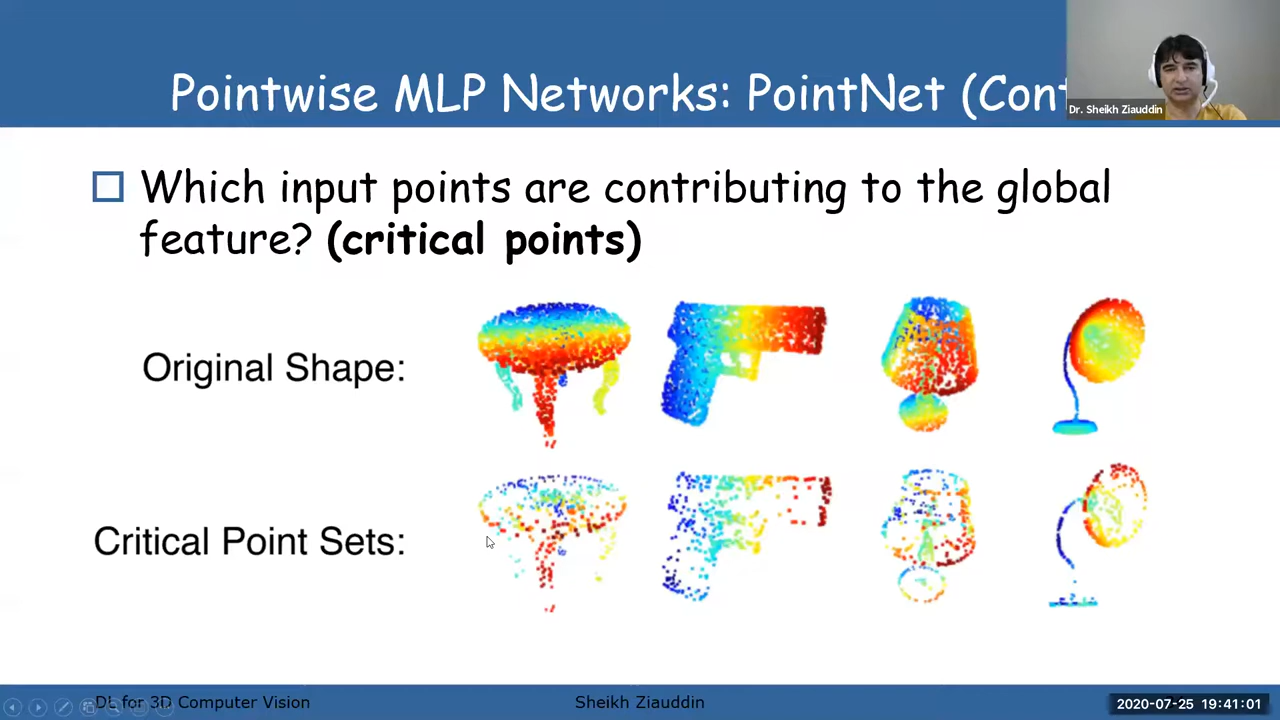 Pointwise MLP Networks: PointNet (Cont
Dr. Sheikh Ziauddin
Which input points are contributing to the global
feature? (critical points)
Original Shape:
Critical Point Sets:
DL for 3D Computer Vision
Sheikh Ziauddin
2020-07-25 19:41:01